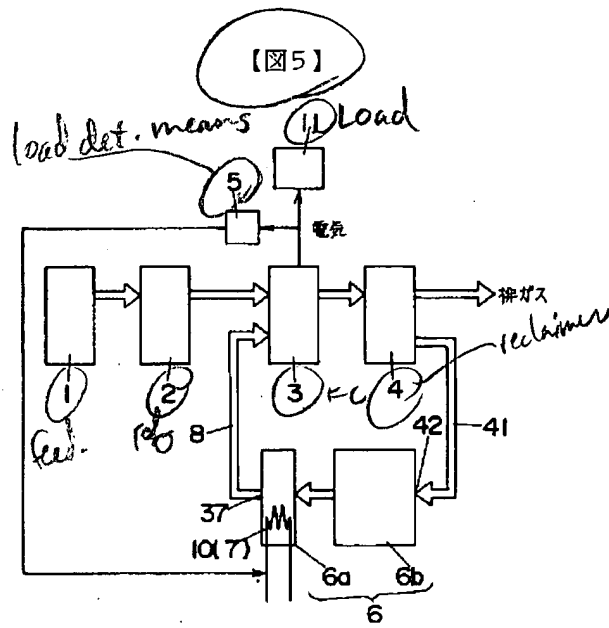 【図5】
11 Load
load det. means
5
電気
排ガス
reclaimer
1
2
3
FC
4
feed.
8
42
41
37
10(7)
6a
6b
6